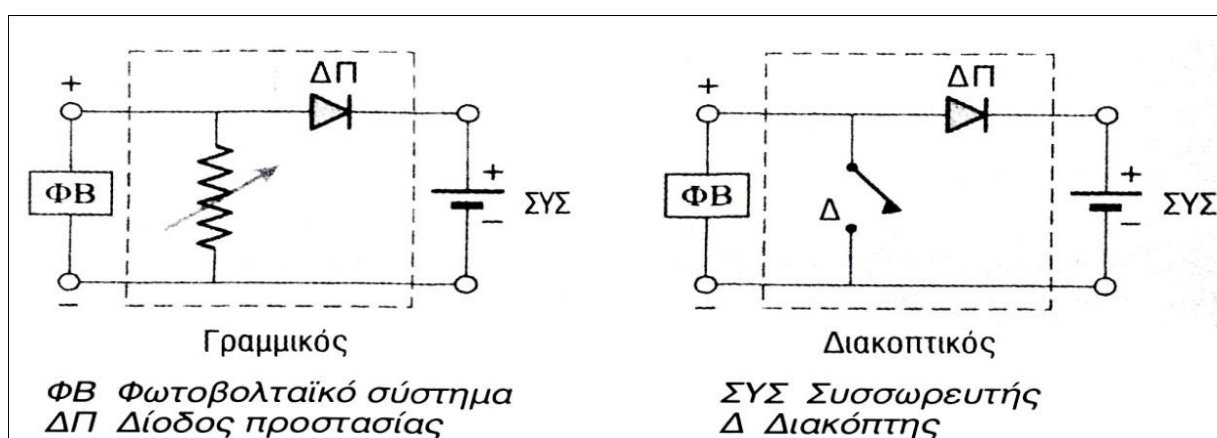 ΔΠ
+
ΦΒ
−
+
−
ΣΥΣ
Γραμμικός
ΔΠ
+
ΦΒ
−
Δ
+
−
ΣΥΣ
Διακοπτικός
ΦΒ Φωτοβολταϊκό σύστημα
ΔΠ Δίοδος προστασίας
ΣΥΣ Συσσωρευτής
Δ Διακόπτης